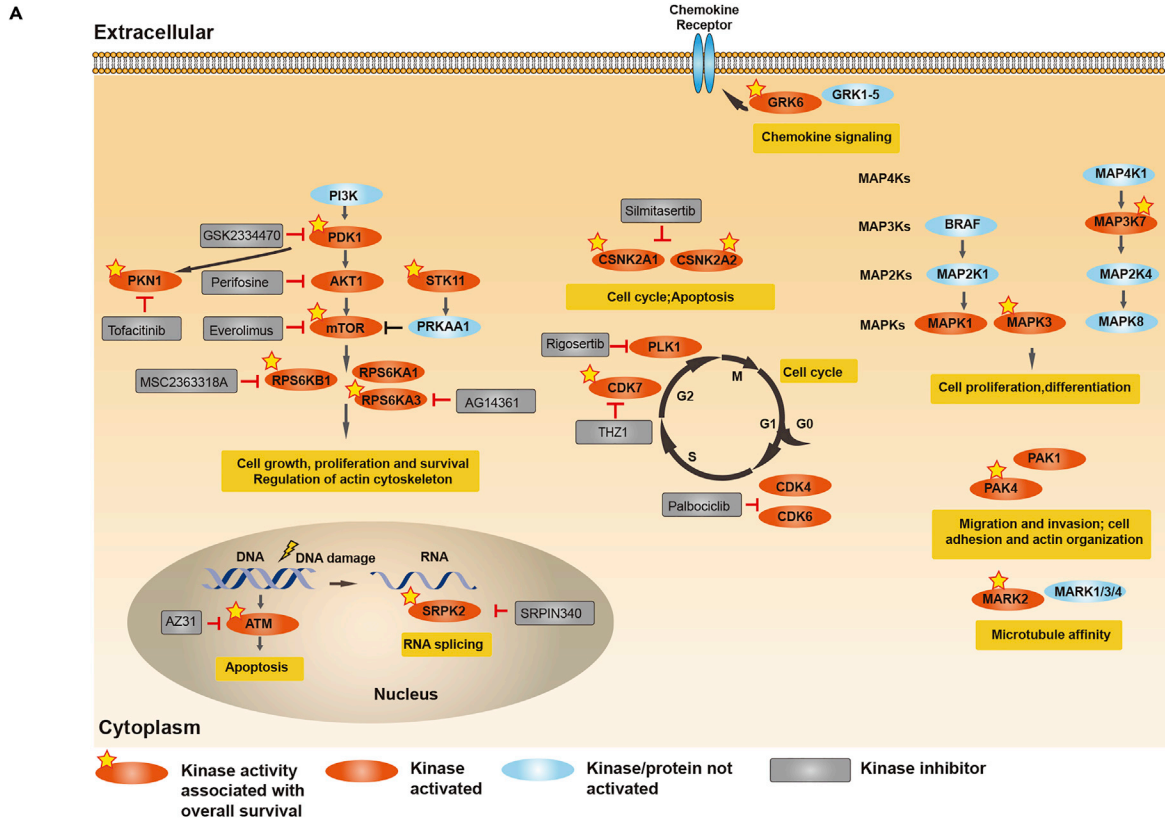 A
Extracellular
Chemokine
Receptor
GRK6
GRK1-5
Chemokine signaling
MAP4Ks
MAP4K1
PI3K
Silmitasertib
GSK2334470
PDK1
MAP3Ks
BRAF
MAP3K7
CSNK2A1
CSNK2A2
PKN1
Perifosine
AKT1
STK11
MAP2Ks
MAP2K1
MAP2K4
Cell cycle;Apoptosis
Tofacitinib
Everolimus
mTOR
PRKAA1
MAPKs
MAPK1
MAPK3
MAPK8
Rigosertib
PLK1
MSC2363318A
RPS6KB1
RPS6KA1
RPS6KA3
AG14361
CDK7
M
Cell cycle
G2
G1
G0
S
THZ1
Cell proliferation,differentiation
Cell growth, proliferation and survival
Regulation of actin cytoskeleton
Palbociclib
CDK4
CDK6
PAK1
PAK4
Migration and invasion; cell
adhesion and actin organization
DNA
DNA damage
RNA
AZ31
ATM
SRPK2
SRPIN340
RNA splicing
Apoptosis
Nucleus
MARK2
MARK1/3/4
Microtubule affinity
Cytoplasm
Kinase activity
associated with
overall survival
Kinase
activated
Kinase/protein not
activated
Kinase inhibitor